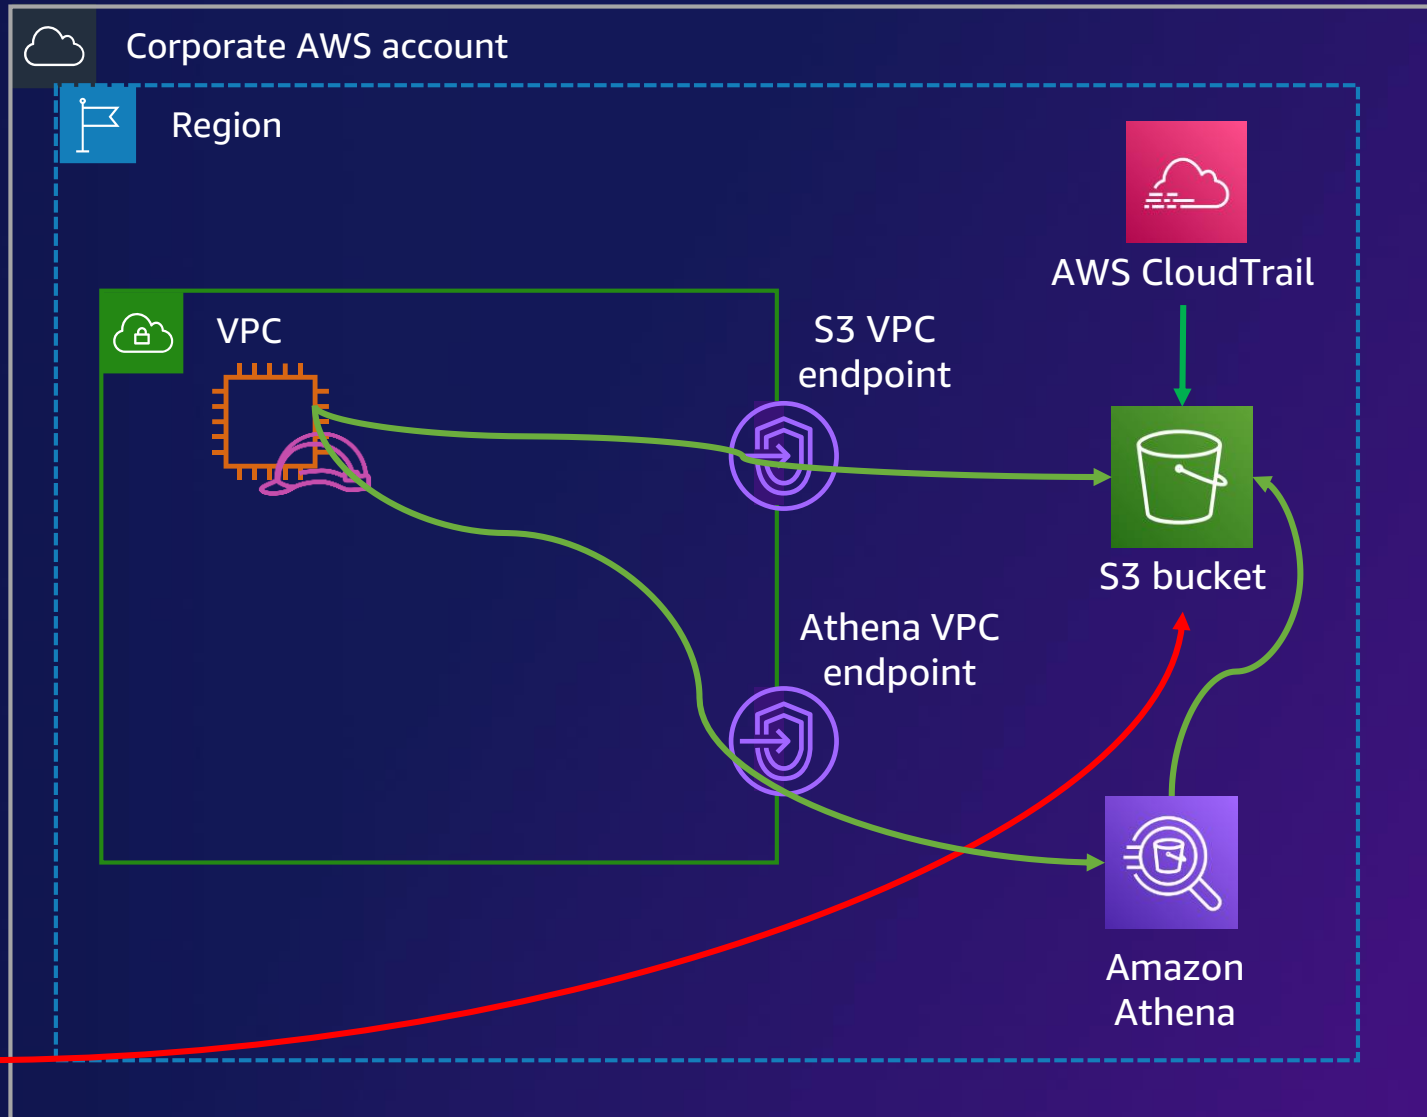 Corporate AWS account
Region
AWS CloudTrail
VPC
S3 VPC
endpoint
S3 bucket
Athena VPC
endpoint
Amazon
Athena